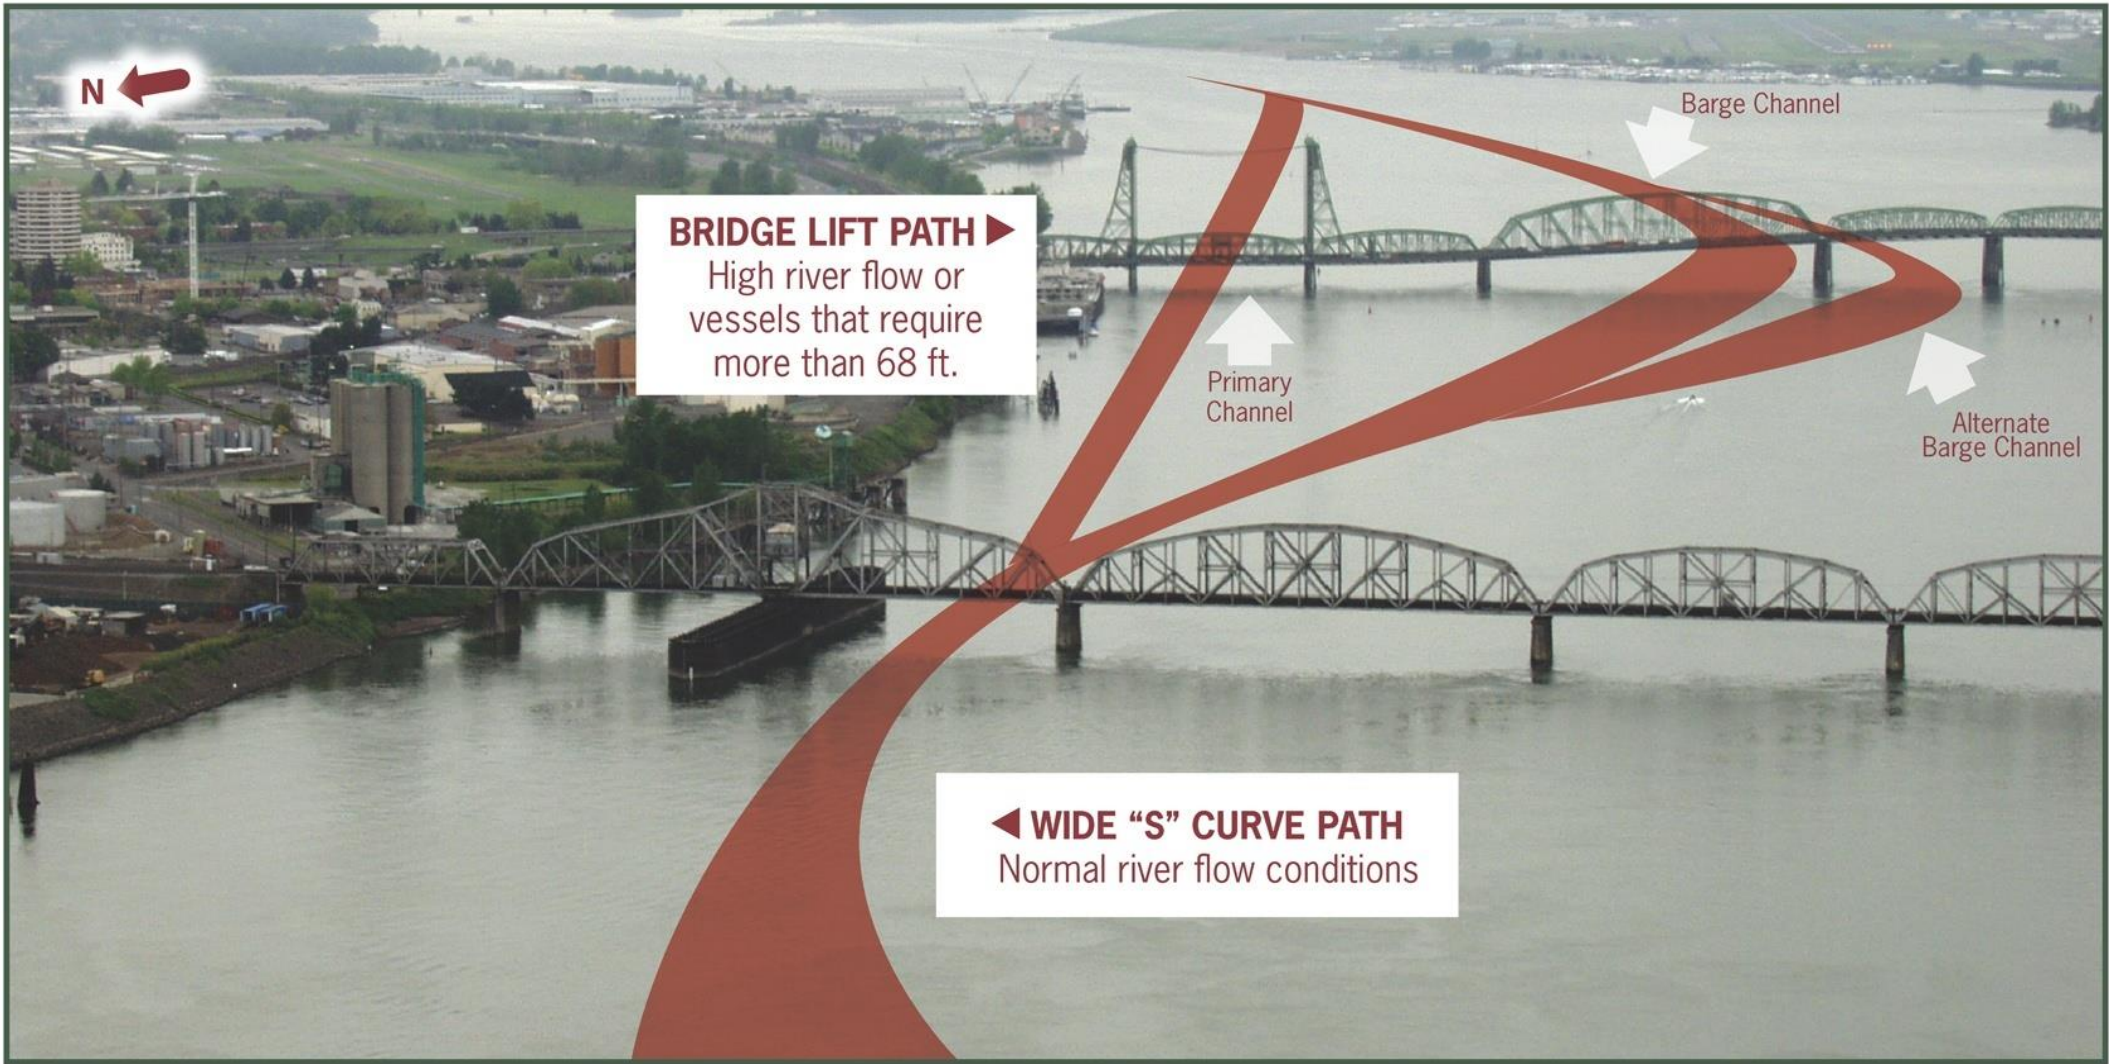 N
Barge Channel
BRIDGE LIFT PATH ▶
High river flow or
vessels that require
more than 68 ft.
Primary
Channel
Alternate
Barge Channel
◀ WIDE “S” CURVE PATH
Normal river flow conditions